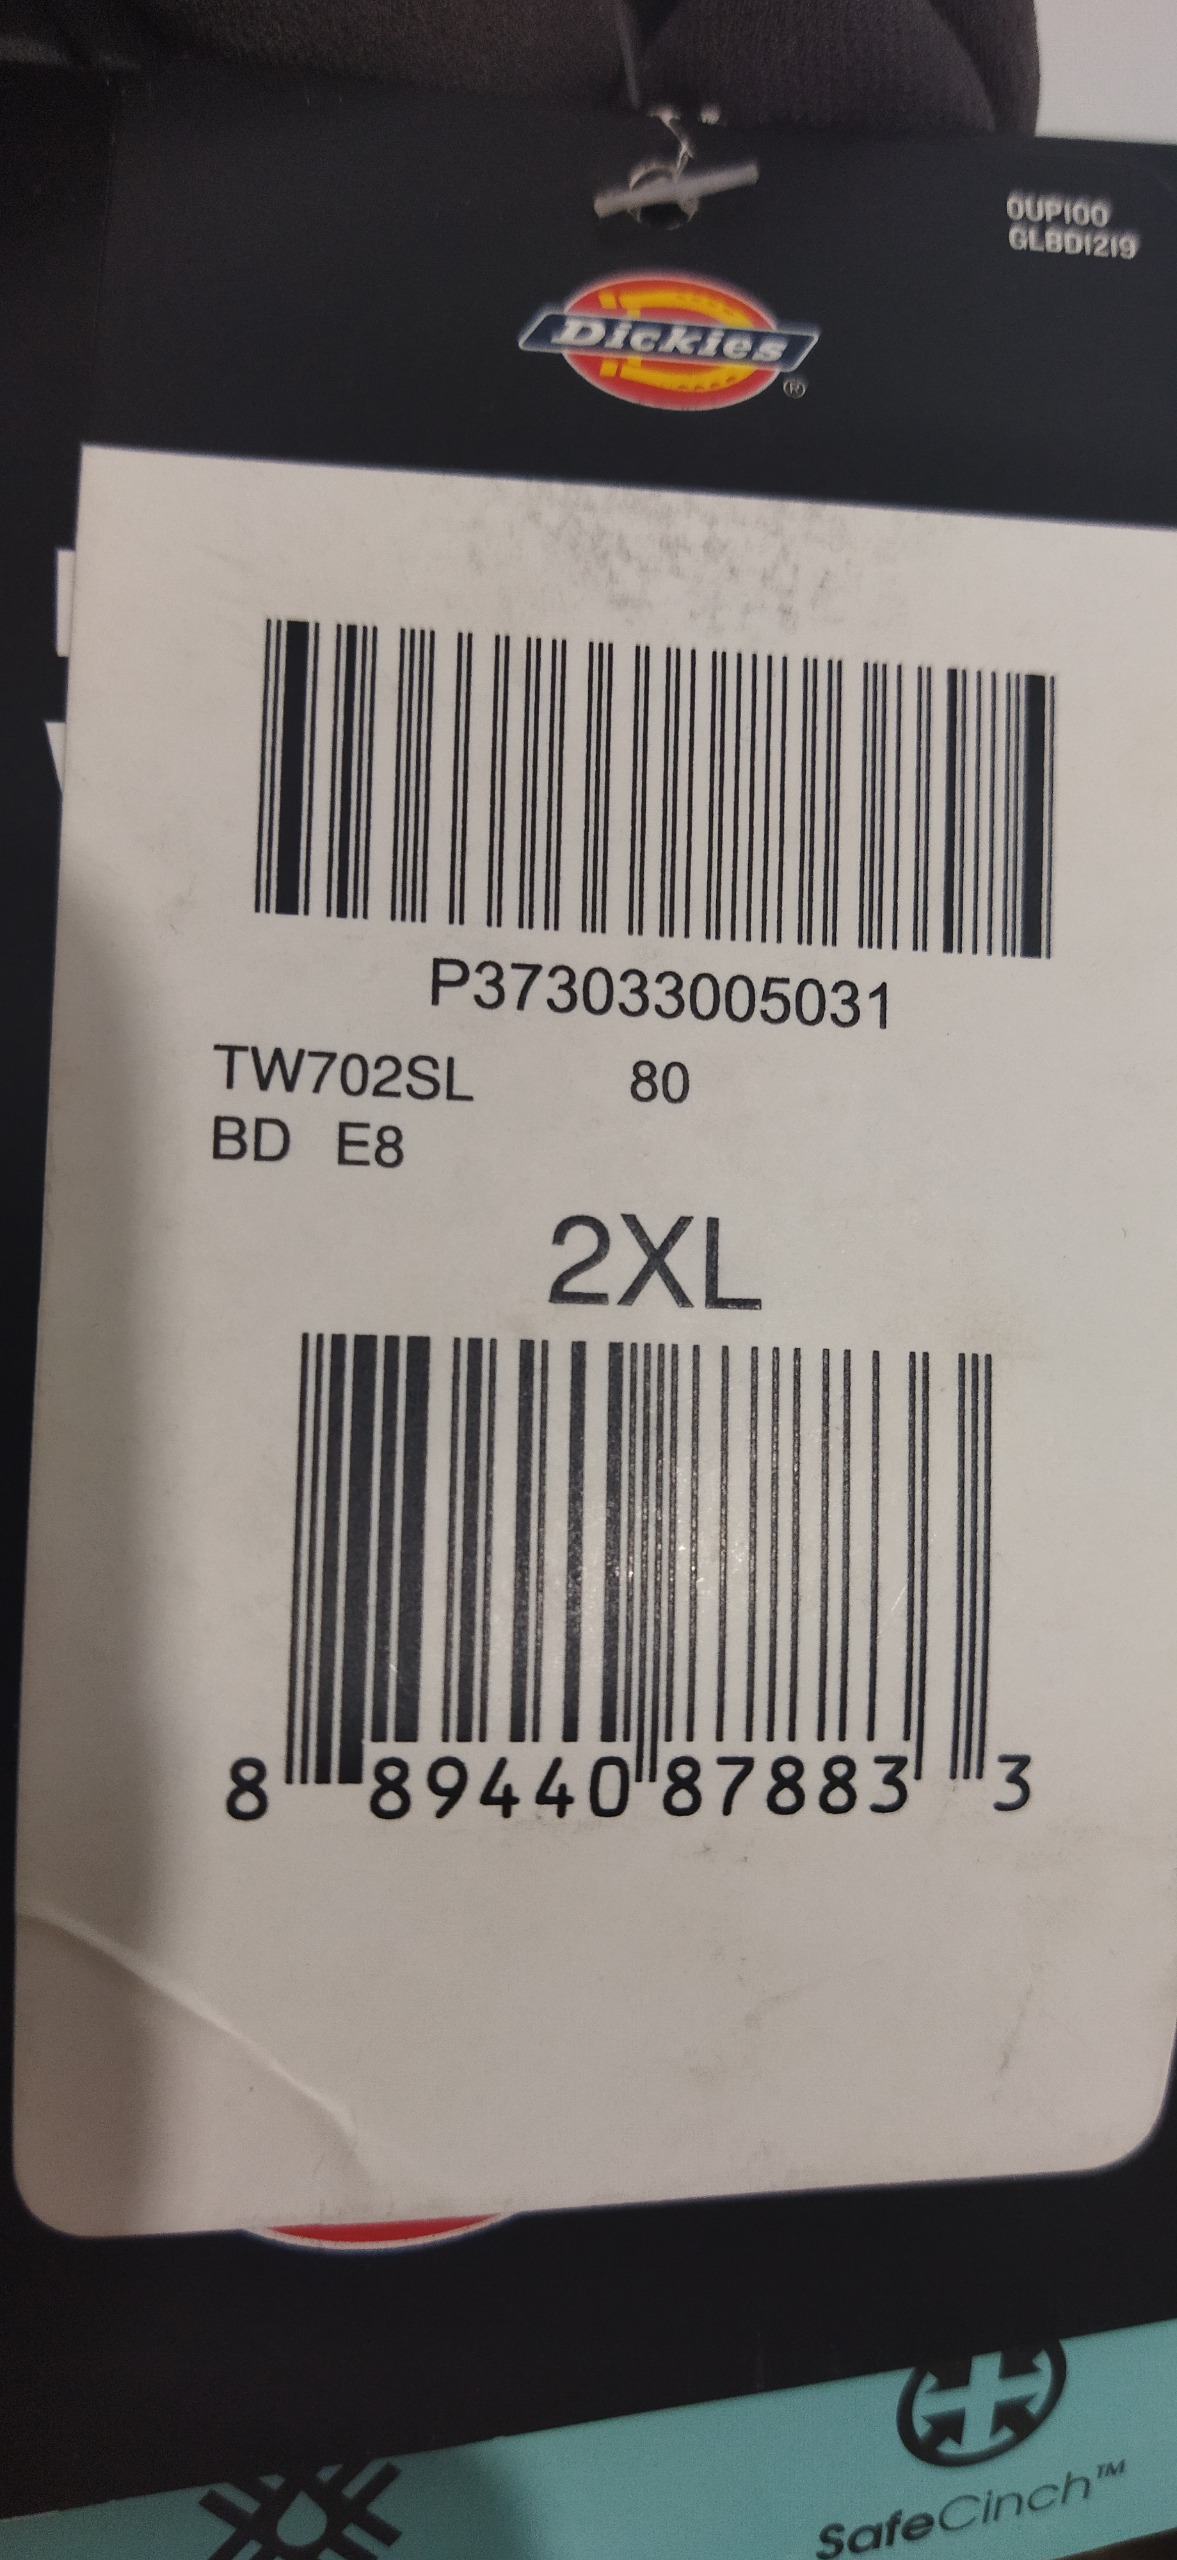 0UP100
GLBD1219
Dickies®
P373033005031
TW702SL 80
BD E8
2XL
8 89440 87883 3
SafeCinch™